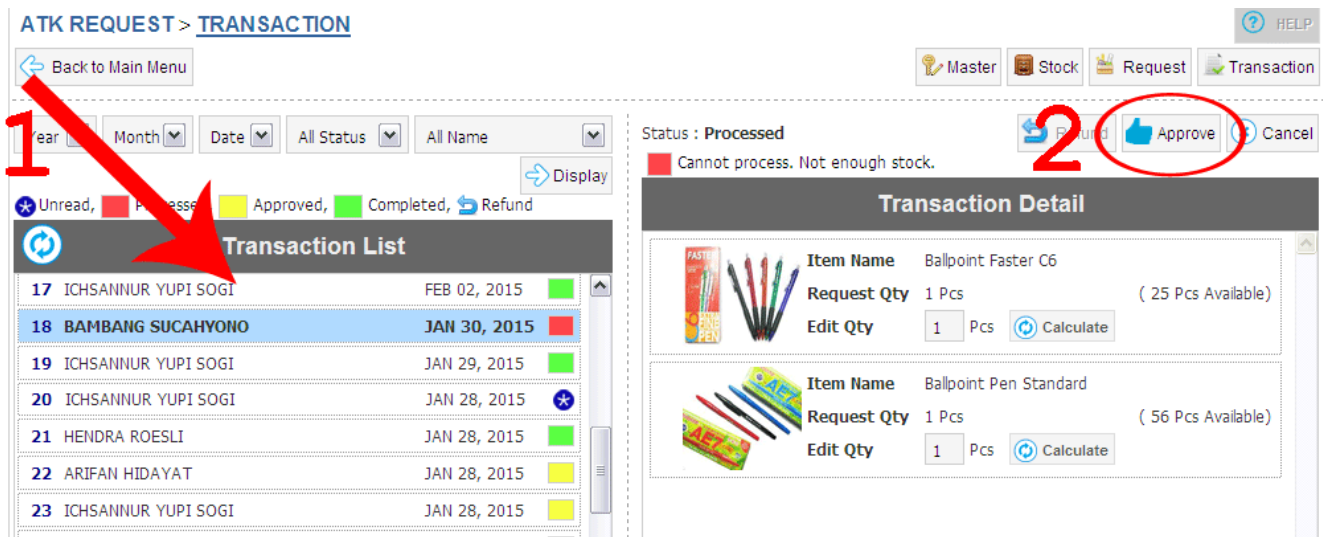 ATK REQUEST > TRANSACTION
HELP
Back to Main Menu
Master
Stock
Request
Transaction
1
Year
Month
Date
All Status
All Name
Display
Unread, Processed, Approved, Completed, Refund
Transaction List
17 ICHSANNUR YUPI SOGI FEB 02, 2015
18 BAMBANG SUCAHYONO JAN 30, 2015
19 ICHSANNUR YUPI SOGI JAN 29, 2015
20 ICHSANNUR YUPI SOGI JAN 28, 2015
21 HENDRA ROESLI JAN 28, 2015
22 ARIFAN HIDAYAT JAN 28, 2015
23 ICHSANNUR YUPI SOGI JAN 28, 2015
Status : Processed
2
Refund
Approve
Cancel
Cannot process. Not enough stock.
Transaction Detail
FASTER
Item Name Ballpoint Faster C6
Request Qty 1 Pcs ( 25 Pcs Available)
Edit Qty 1 Pcs Calculate
AE7
AE7
Item Name Ballpoint Pen Standard
Request Qty 1 Pcs ( 56 Pcs Available)
Edit Qty 1 Pcs Calculate